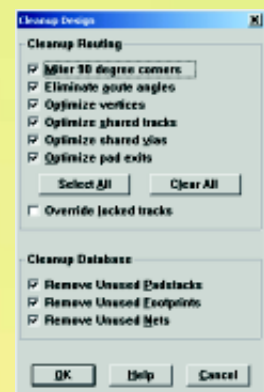 Cleanup Design
Cleanup Routing
Miter 90 degree corners
Eliminate acute angles
Optimize vertices
Optimize shared tracks
Optimize shared vias
Optimize pad exits
Select All
Clear All
Override locked tracks
Cleanup Database
Remove Unused Padstacks
Remove Unused Footprints
Remove Unused Nets
OK
Help
Cancel